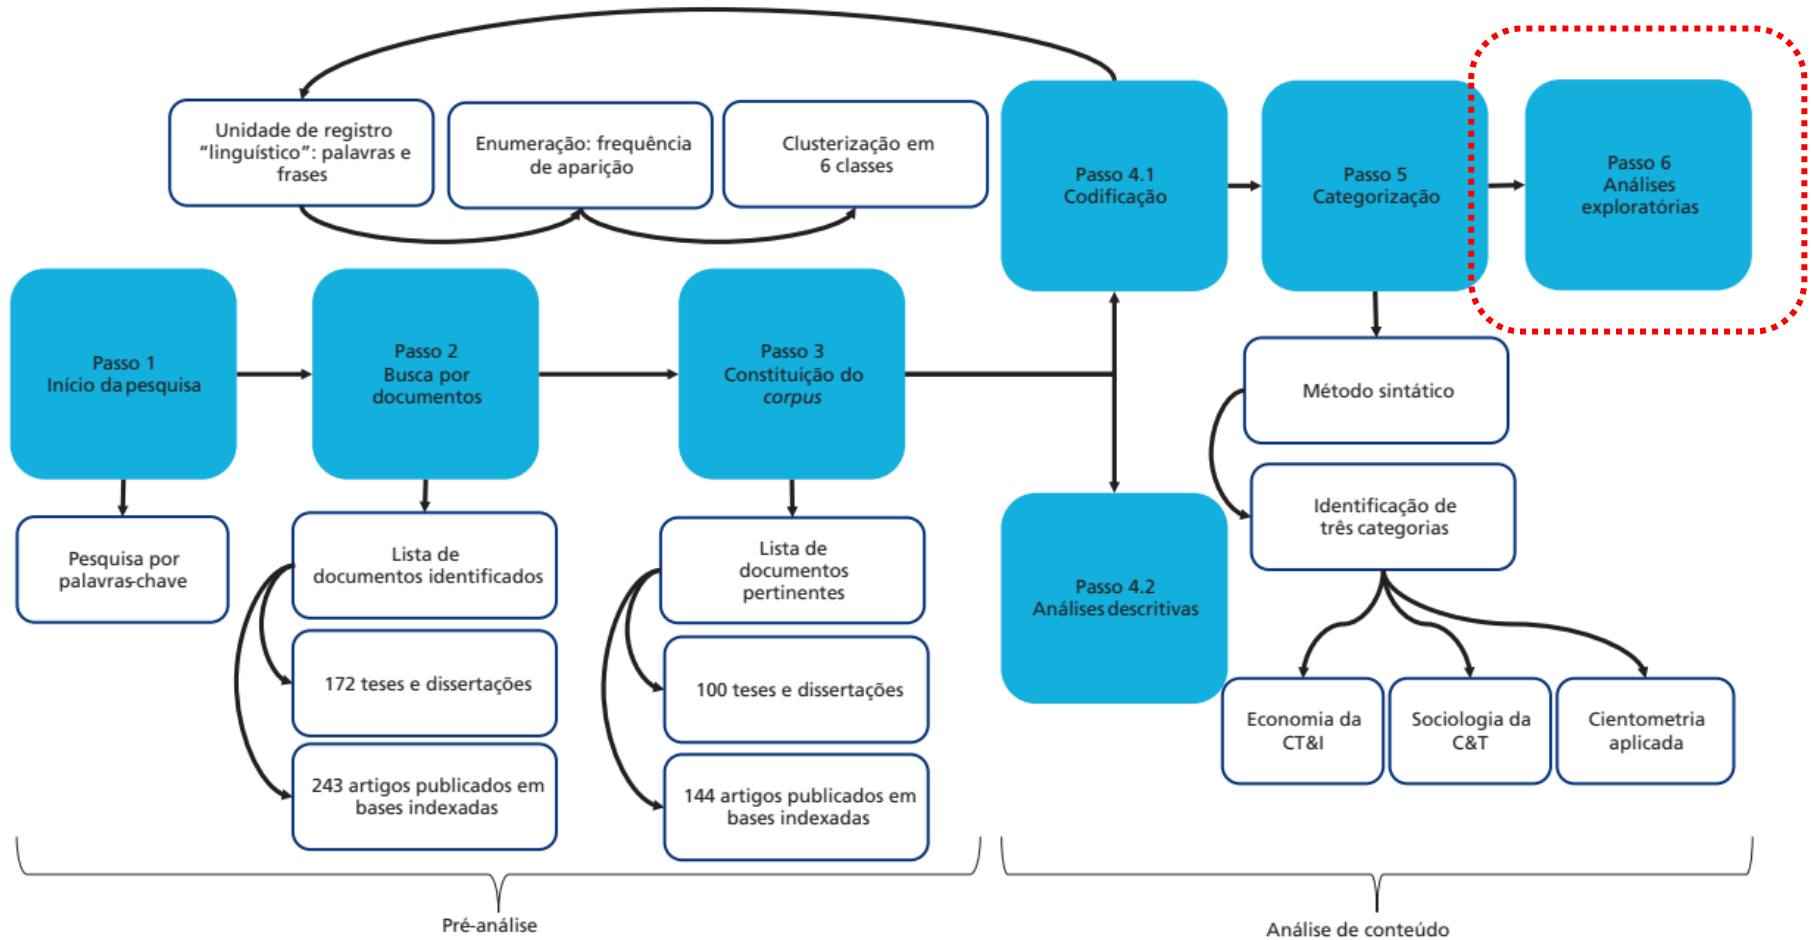 Unidade de registro
“linguístico”: palavras e
frases
Enumeração: frequência
de aparição
Clusterização em
6 classes
Passo 4.1
Codificação
Passo 5
Categorização
Passo 6
Análises
exploratórias
Passo 1
Início da pesquisa
Passo 2
Busca por
documentos
Passo 3
Constituição do
corpus
Método sintático
Identificação de
três categorias
Pesquisa por
palavras-chave
Lista de
documentos identificados
172 teses e dissertações
243 artigos publicados em
bases indexadas
Lista de
documentos
pertinentes
100 teses e dissertações
144 artigos publicados em
bases indexadas
Passo 4.2
Análises descritivas
Economia da
CT&I
Sociologia da
C&T
Cientometria
aplicada
Pré-análise
Análise de conteúdo